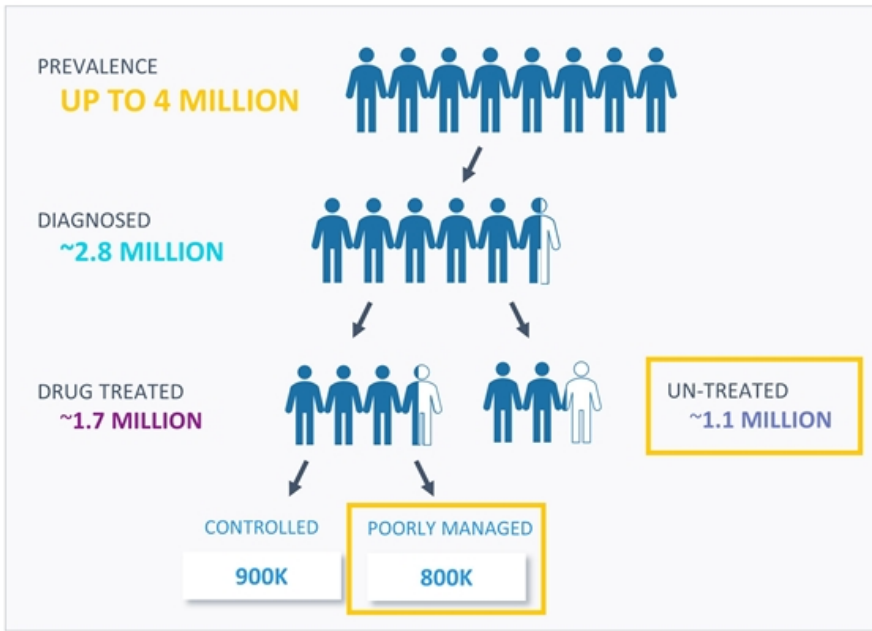 PREVALENCE
UP TO 4 MILLION
DIAGNOSED
~2.8 MILLION
DRUG TREATED
~1.7 MILLION
UN-TREATED
~1.1 MILLION
CONTROLLED
900K
POORLY MANAGED
800K